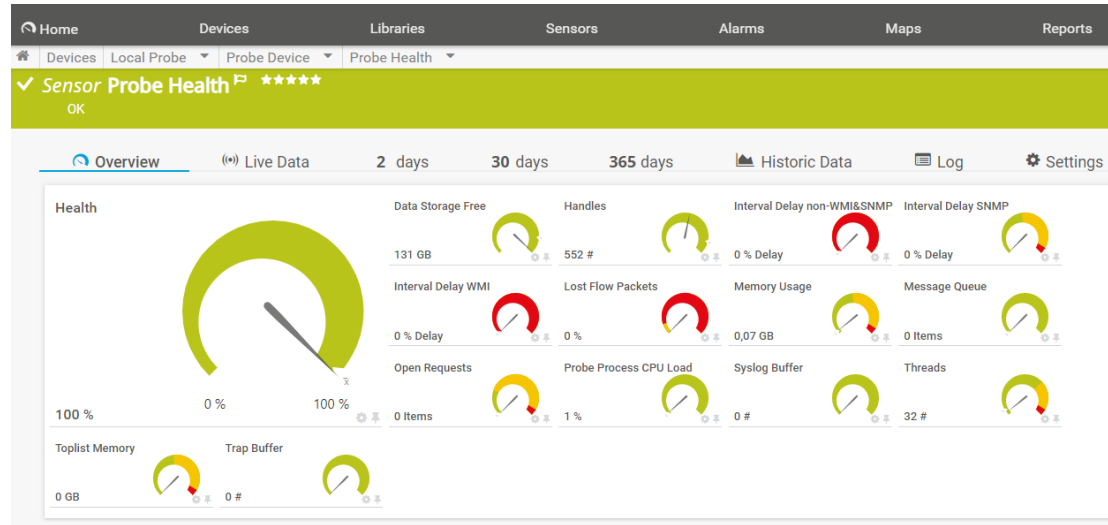 Home Devices Libraries Sensors Alarms Maps Reports
Devices Local Probe Probe Device Probe Health
Sensor Probe Health
OK
Overview Live Data 2 days 30 days 365 days Historic Data Log Settings
Health
100 %
0 % 100 %
Data Storage Free
131 GB
Handles
552 #
Interval Delay non-WMI&SNMP
0 % Delay
Interval Delay SNMP
0 % Delay
Interval Delay WMI
0 % Delay
Lost Flow Packets
0 %
Memory Usage
0,07 GB
Message Queue
0 Items
Open Requests
0 Items
Probe Process CPU Load
1 %
Syslog Buffer
0 #
Threads
32 #
Toplist Memory
0 GB
Trap Buffer
0 #